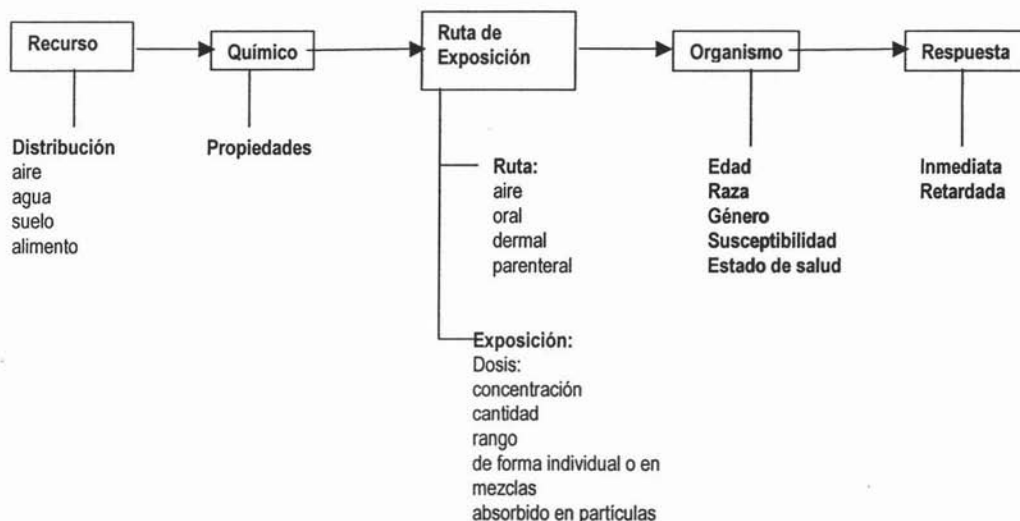 Recurso
Químico
Ruta de
Exposición
Organismo
Respuesta
Distribución
aire
agua
suelo
alimento
Propiedades
Ruta:
aire
oral
dermal
parenteral
Exposición:
Dosis:
concentración
cantidad
rango
de forma individual o en
mezclas
absorbido en partículas
Edad
Raza
Género
Susceptibilidad
Estado de salud
Inmediata
Retardada